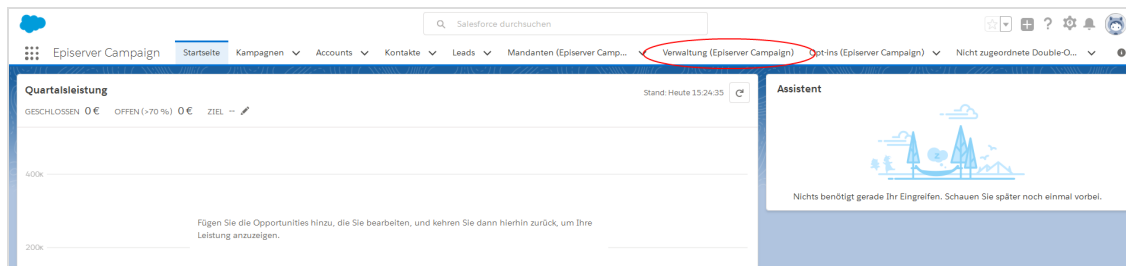 Salesforce durchsuchen
Episerver Campaign Startseite Kampagnen Accounts Kontakte Leads Mandanten (Episerver Camp... Verwaltung (Episerver Campaign) Opt-ins (Episerver Campaign) Nicht zugeordnete Double-O...
Quartalsleistung
Stand: Heute 15:24:35
GESCHLOSSEN 0 € OFFEN (>70 %) 0 € ZIEL --
400K
Fügen Sie die Opportunities hinzu, die Sie bearbeiten, und kehren Sie dann hierhin zurück, um Ihre
Leistung anzuzeigen.
200K
Assistent
Nichts benötigt gerade Ihr Eingreifen. Schauen Sie später noch einmal vorbei.